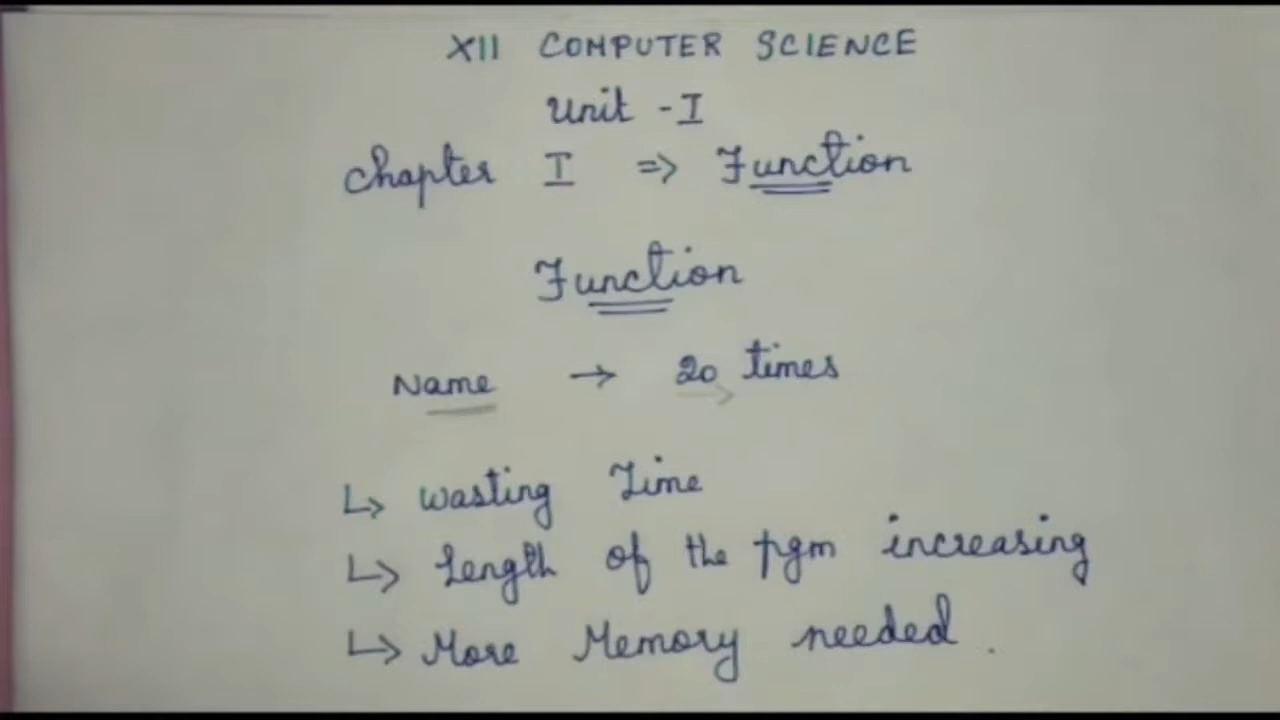 XII COMPUTER SCIENCE
Unit - I
Chapter I => Function
Function
Name → 20 times
↳ Wasting Time
↳ Length of the pgm increasing
↳ More Memory needed.